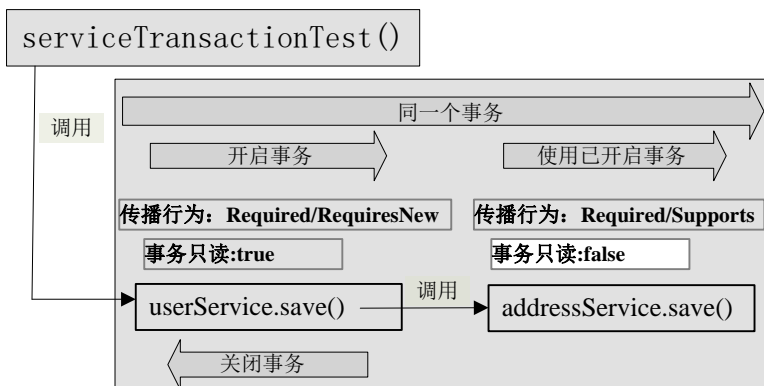 serviceTransactionTest()
调用
同一个事务
开启事务
使用已开启事务
传播行为：Required/RequiresNew
传播行为：Required/Supports
事务只读:true
事务只读:false
userService.save()
调用
addressService.save()
关闭事务